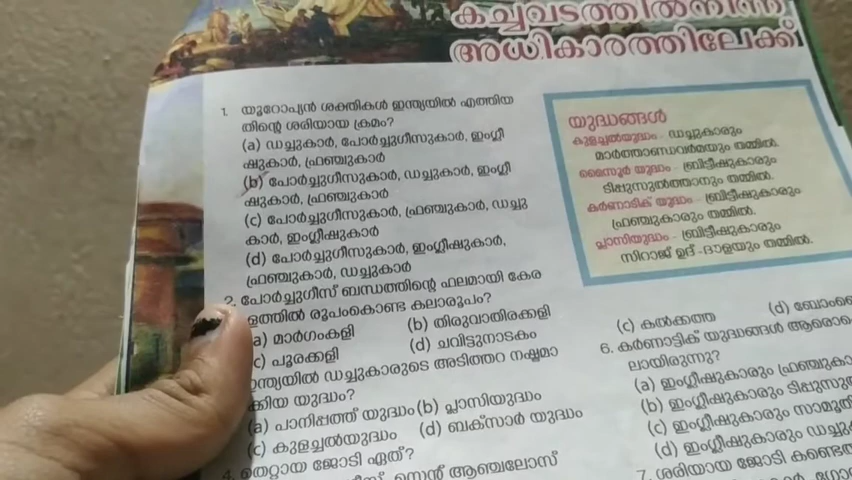 കച്ചവടത്തിൽനിന്ന്
അധികാരത്തിലേക്ക്
1. യൂറോപ്യൻ ശക്തികൾ ഇന്ത്യയിൽ എത്തിയ
തിന്റെ ശരിയായ ക്രമം?
(a) ഡച്ചുകാർ, പോർച്ചുഗീസുകാർ, ഇംഗ്ലീ
ഷുകാർ, ഫ്രഞ്ചുകാർ
(b) പോർച്ചുഗീസുകാർ, ഡച്ചുകാർ, ഇംഗ്ലീ
ഷുകാർ, ഫ്രഞ്ചുകാർ
(c) പോർച്ചുഗീസുകാർ, ഫ്രഞ്ചുകാർ, ഡച്ചു
കാർ, ഇംഗ്ലീഷുകാർ
(d) പോർച്ചുഗീസുകാർ, ഇംഗ്ലീഷുകാർ,
ഫ്രഞ്ചുകാർ, ഡച്ചുകാർ
2. പോർച്ചുഗീസ് ബന്ധത്തിന്റെ ഫലമായി കേര
ളത്തിൽ രൂപംകൊണ്ട കലാരൂപം?
a) മാർഗംകളി (b) തിരുവാതിരക്കളി
c) പൂരക്കളി (d) ചവിട്ടുനാടകം
ഇന്ത്യയിൽ ഡച്ചുകാരുടെ അടിത്തറ നഷ്ടമാ
ക്കിയ യുദ്ധം?
(a) പാനിപ്പത്ത് യുദ്ധം (b) പ്ലാസിയുദ്ധം
(c) കുളച്ചൽയുദ്ധം (d) ബക്സാർ യുദ്ധം
4. തെറ്റായ ജോടി ഏത്?
സെന്റ് ആഞ്ചലോസ്
യുദ്ധങ്ങൾ
കുളച്ചൽയുദ്ധം - ഡച്ചുകാരും
മാർത്താണ്ഡവർമയും തമ്മിൽ.
മൈസൂർ യുദ്ധം - ബ്രിട്ടീഷുകാരും
ടിപ്പുസുൽത്താനും തമ്മിൽ.
കർണാടിക് യുദ്ധം - ബ്രിട്ടീഷുകാരും
ഫ്രഞ്ചുകാരും തമ്മിൽ.
പ്ലാസിയുദ്ധം - ബ്രിട്ടീഷുകാരും
സിറാജ് ഉദ്-ദൗളയും തമ്മിൽ.
(c) കൽക്കത്ത (d) ബോംബെ
6. കർണാട്ടിക് യുദ്ധങ്ങൾ ആരൊ
ലായിരുന്നു?
(a) ഇംഗ്ലീഷുകാരും ഫ്രഞ്ചുകാ
(b) ഇംഗ്ലീഷുകാരും ടിപ്പുസു
(c) ഇംഗ്ലീഷുകാരും സാമൂതി
(d) ഇംഗ്ലീഷുകാരും ഡച്ചു
7. ശരിയായ ജോടി കണ്ടെ